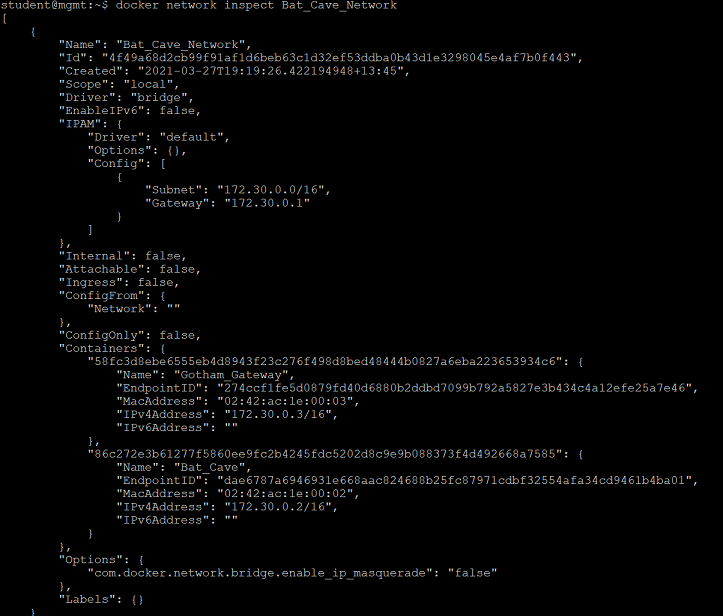 student@mgmt:~$ docker network inspect Bat_Cave_Network
[
    {
        "Name": "Bat_Cave_Network",
        "Id": "4f49a68d2cb99f91af1d6beb63c1d32ef53ddba0b43d1e3298045e4af7b0f443",
        "Created": "2021-03-27T19:19:26.422194948+13:45",
        "Scope": "local",
        "Driver": "bridge",
        "EnableIPv6": false,
        "IPAM": {
            "Driver": "default",
            "Options": {},
            "Config": [
                {
                    "Subnet": "172.30.0.0/16",
                    "Gateway": "172.30.0.1"
                }
            ]
        },
        "Internal": false,
        "Attachable": false,
        "Ingress": false,
        "ConfigFrom": {
            "Network": ""
        },
        "ConfigOnly": false,
        "Containers": {
            "58fc3d8ebe6555eb4d8943f23c276f498d8bed48444b0827a6eba223653934c6": {
                "Name": "Gotham_Gateway",
                "EndpointID": "274ccf1fe5d0879fd40d6880b2ddbd7099b792a5827e3b434c4a12efe25a7e46",
                "MacAddress": "02:42:ac:1e:00:03",
                "IPv4Address": "172.30.0.3/16",
                "IPv6Address": ""
            },
            "86c272e3b61277f5860ee9fc2b4245fdc5202d8c9e9b088373f4d492668a7585": {
                "Name": "Bat_Cave",
                "EndpointID": "dae6787a6946931e668aac824688b25fc87971cdbf32554afa34cd9461b4ba01",
                "MacAddress": "02:42:ac:1e:00:02",
                "IPv4Address": "172.30.0.2/16",
                "IPv6Address": ""
            }
        },
        "Options": {
            "com.docker.network.bridge.enable_ip_masquerade": "false"
        },
        "Labels": {}
    }